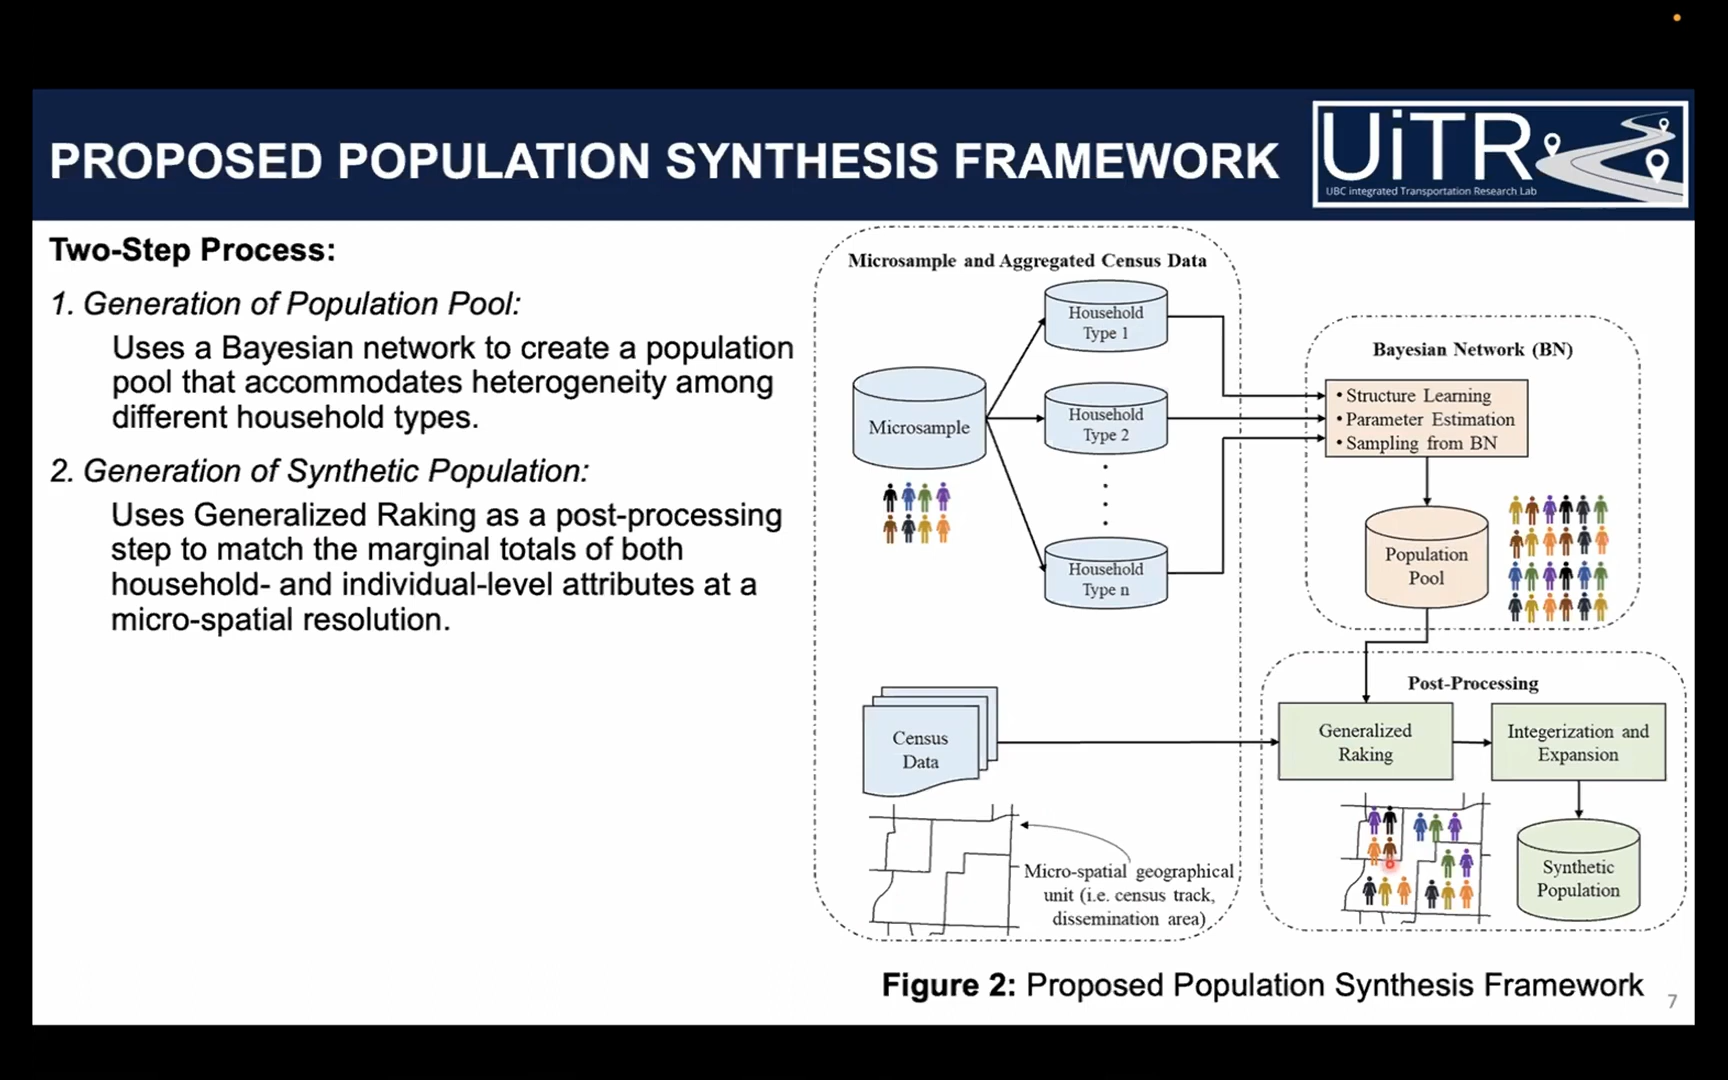 PROPOSED POPULATION SYNTHESIS FRAMEWORK
UiTR
UBC integrated Transportation Research Lab
Two-Step Process:
1. Generation of Population Pool:
Uses a Bayesian network to create a population
pool that accommodates heterogeneity among
different household types.
2. Generation of Synthetic Population:
Uses Generalized Raking as a post-processing
step to match the marginal totals of both
household- and individual-level attributes at a
micro-spatial resolution.
Microsample and Aggregated Census Data
Microsample
Household
Type 1
Household
Type 2
Household
Type n
Bayesian Network (BN)
• Structure Learning
• Parameter Estimation
• Sampling from BN
Population
Pool
Census
Data
Micro-spatial geographical
unit (i.e. census track,
dissemination area)
Post-Processing
Generalized
Raking
Integerization and
Expansion
Synthetic
Population
Figure 2: Proposed Population Synthesis Framework
7